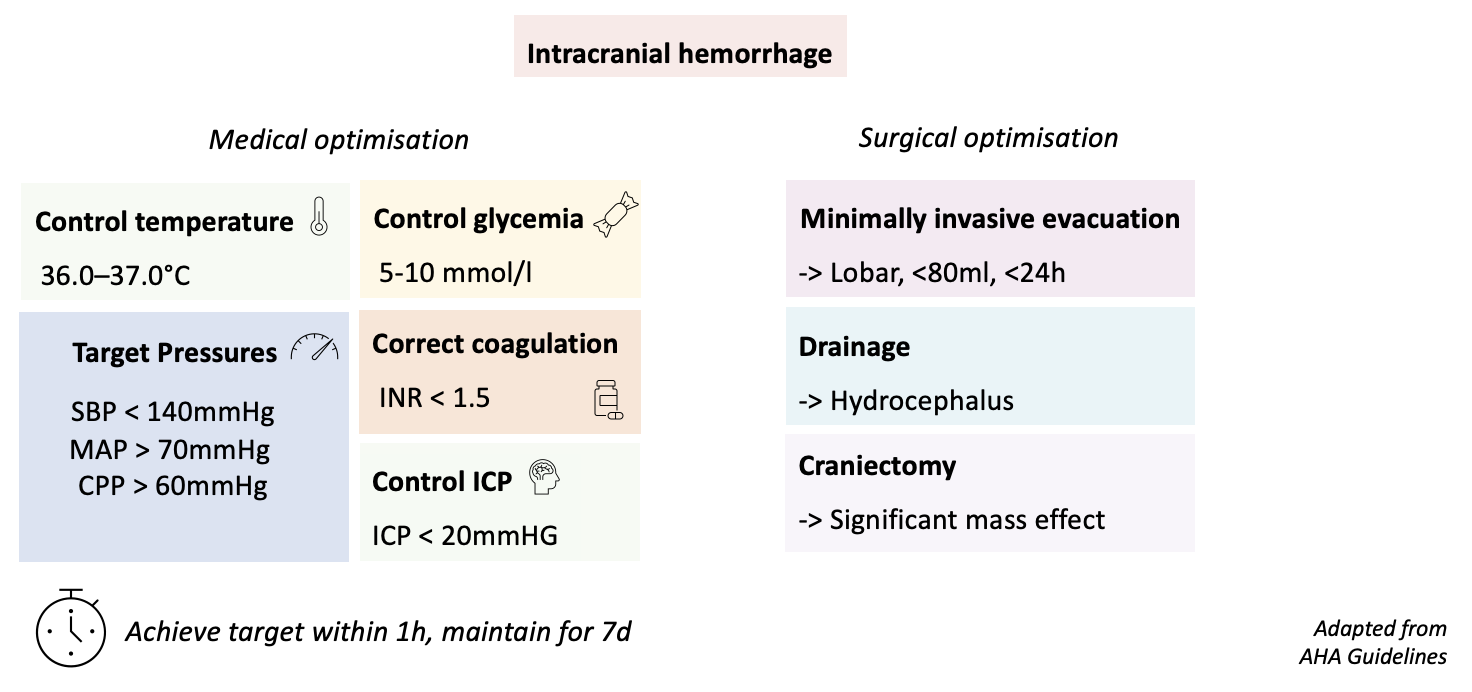 Intracranial hemorrhage
Medical optimisation
Control temperature
36.0–37.0°C
Control glycemia
5-10 mmol/l
Target Pressures
SBP < 140mmHg
MAP > 70mmHg
CPP > 60mmHg
Correct coagulation
INR < 1.5
Control ICP
ICP < 20mmHG
Achieve target within 1h, maintain for 7d
Surgical optimisation
Minimally invasive evacuation
-> Lobar, <80ml, <24h
Drainage
-> Hydrocephalus
Craniectomy
-> Significant mass effect
Adapted from
AHA Guidelines